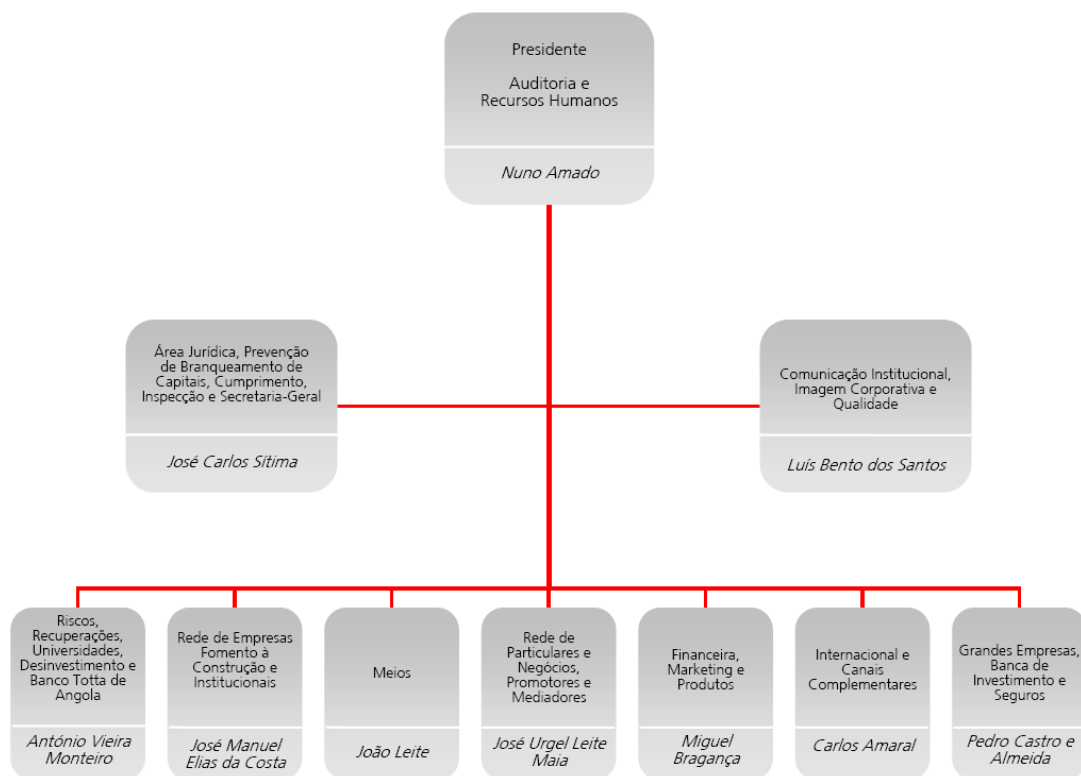 Presidente
Auditoria e
Recursos Humanos
Nuno Amado
Área Jurídica, Prevenção
de Branqueamento de
Capitais, Cumprimento,
Inspecção e Secretaria-Geral
José Carlos Sítima
Comunicação Institucional,
Imagem Corporativa e
Qualidade
Luís Bento dos Santos
Riscos,
Recuperações,
Universidades,
Desinvestimento e
Banco Totta de
Angola
António Vieira
Monteiro
Rede de Empresas
Fomento à
Construção e
Institucionais
José Manuel
Elias da Costa
Meios
João Leite
Rede de
Particulares e
Negócios,
Promotores e
Mediadores
José Urgel Leite
Maia
Financeira,
Marketing e
Produtos
Miguel
Bragança
Internacional e
Canais
Complementares
Carlos Amaral
Grandes Empresas,
Banca de
Investimento e
Seguros
Pedro Castro e
Almeida